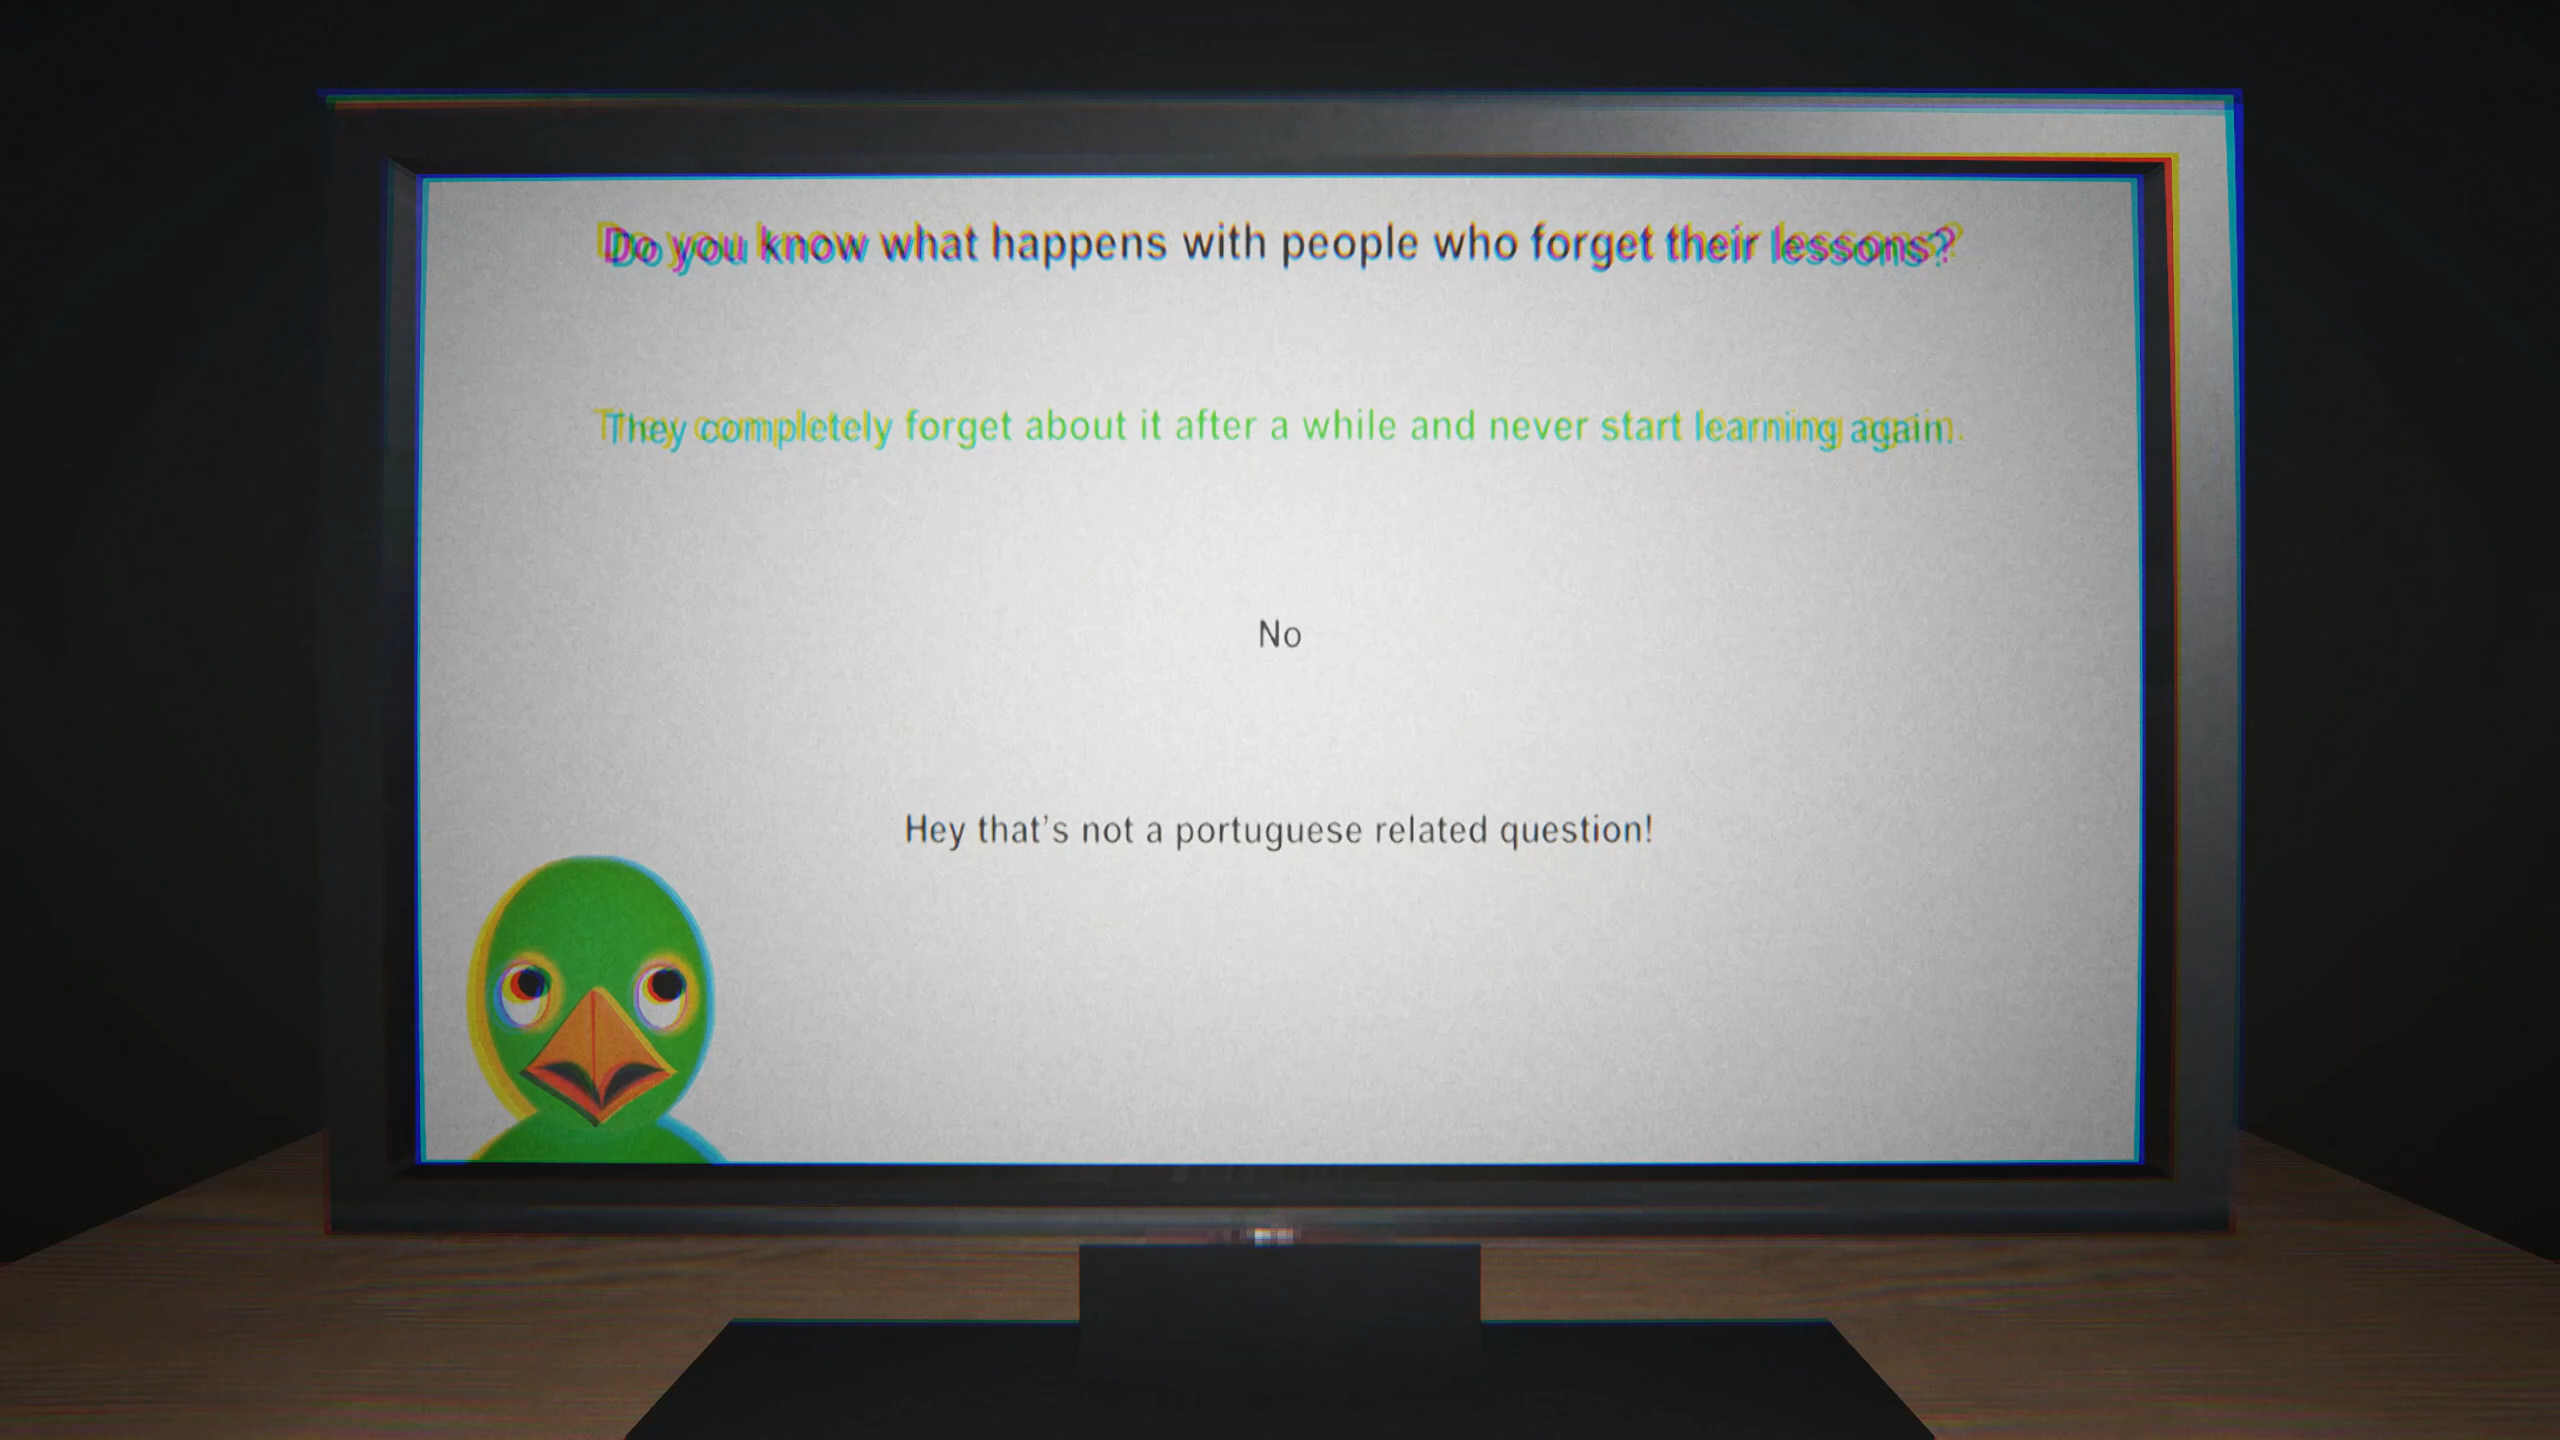 Do you know what happens with people who forget their lessons?
They completely forget about it after a while and never start learning again.
No
Hey that's not a portuguese related question!